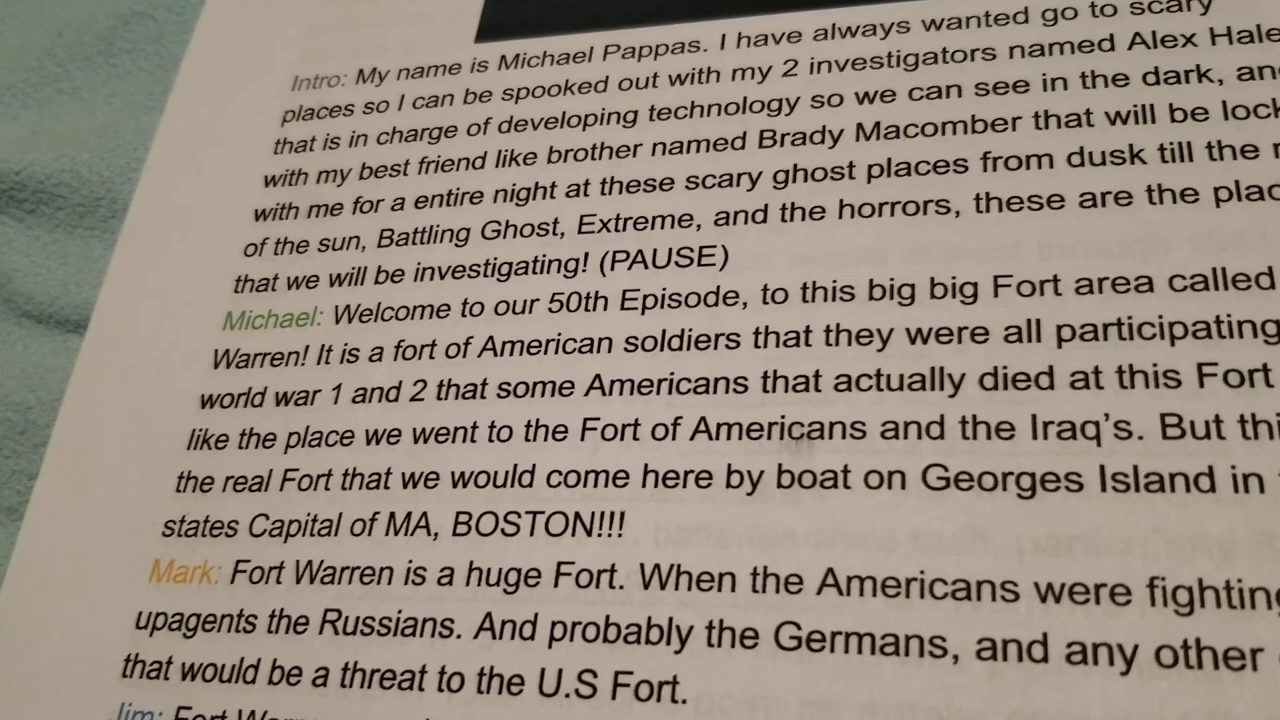 Intro: My name is Michael Pappas. I have always wanted go to scary
places so I can be spooked out with my 2 investigators named Alex Hale
that is in charge of developing technology so we can see in the dark, and
with my best friend like brother named Brady Macomber that will be lock
with me for a entire night at these scary ghost places from dusk till the
of the sun, Battling Ghost, Extreme, and the horrors, these are the plac
that we will be investigating! (PAUSE)
Michael: Welcome to our 50th Episode, to this big big Fort area called
Warren! It is a fort of American soldiers that they were all participating
world war 1 and 2 that some Americans that actually died at this Fort
like the place we went to the Fort of Americans and the Iraq's. But thi
the real Fort that we would come here by boat on Georges Island in
states Capital of MA, BOSTON!!!
Mark: Fort Warren is a huge Fort. When the Americans were fighting
upagents the Russians. And probably the Germans, and any other
that would be a threat to the U.S Fort.
Jim: Fort